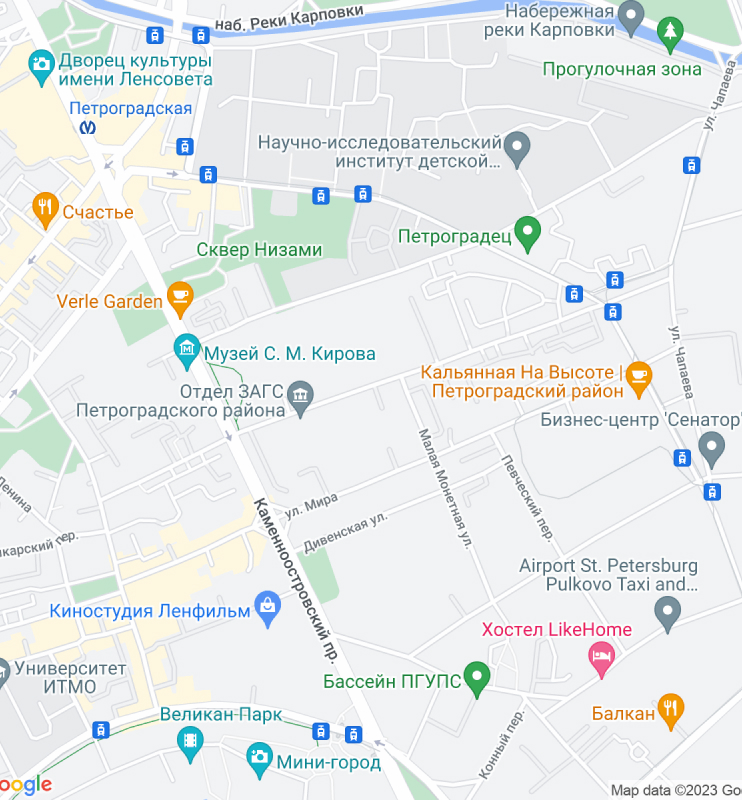 наб. Реки Карповки
Набережная
реки Карповки
Дворец культуры
имени Ленсовета
Прогулочная зона
ул. Чапаева
Петроградская
Научно-исследовательский
институт детской...
Счастье
Петроградец
Сквер Низами
Verle Garden
Музей С. М. Кирова
ул. Чапаева
Кальянная На Высоте |
Петроградский район
Отдел ЗАГС
Петроградского района
Бизнес-центр 'Сенатор'
Малая Монетная ул.
Певческий пер.
Ленина
ул. Мира
Каменноостровский пр.
Дивенская ул.
карский пер.
Airport St. Petersburg
Pulkovo Taxi and...
Киностудия Ленфильм
Хостел LikeHome
Университет
ИТМО
Бассейн ПГУПС
Великан-Парк
Балкан
Конный пер.
Мини-город
ogle
Map data ©2023 Goo